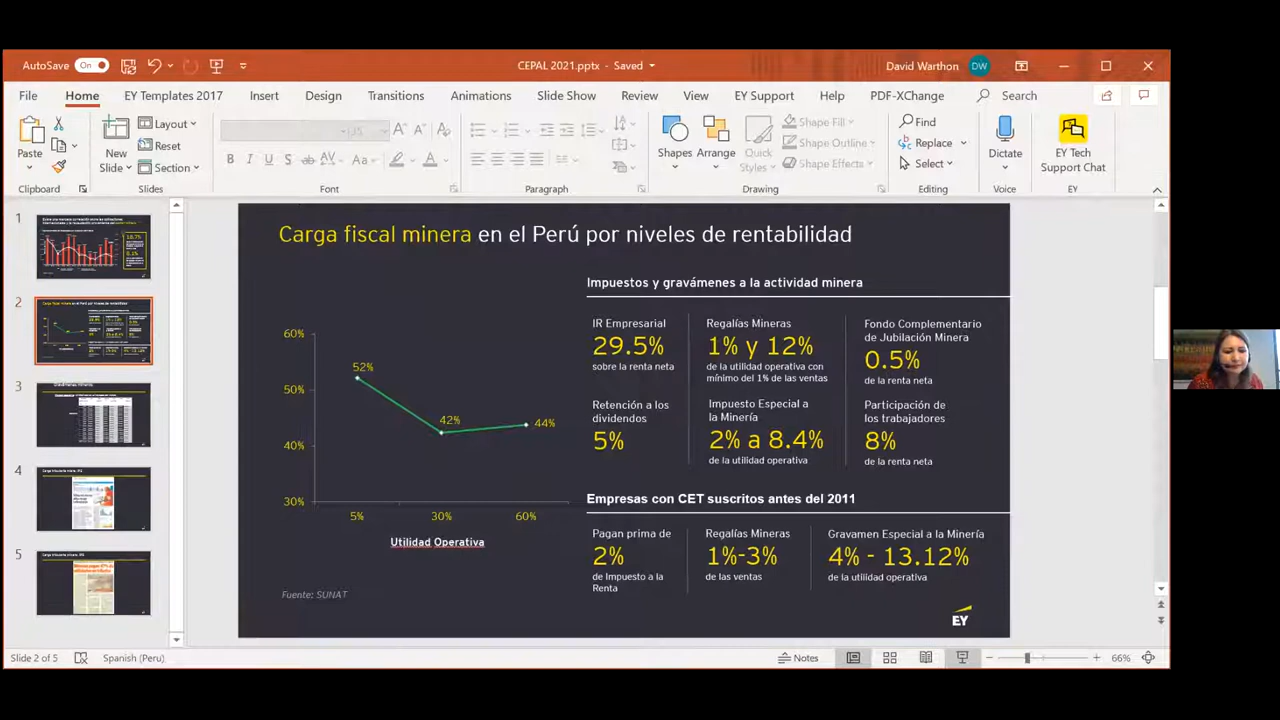 AutoSave On
CEPAL 2021.pptx - Saved
David Warthon DW
File Home EY Templates 2017 Insert Design Transitions Animations Slide Show Review View EY Support Help PDF-XChange Search
Paste
Clipboard
New Slide
Layout
Reset
Section
Slides
B I U S ab AV Aa A
Font
Paragraph
Shapes
Arrange
Quick Styles
Shape Fill
Shape Outline
Shape Effects
Drawing
Find
Replace
Select
Editing
Dictate
Voice
EY Tech Support Chat
EY
1
2
3
4
5
Carga fiscal minera en el Perú por niveles de rentabilidad
60%
50%
40%
30%
52%
42%
44%
5% 30% 60%
Utilidad Operativa
Fuente: SUNAT
Impuestos y gravámenes a la actividad minera
IR Empresarial
29.5%
sobre la renta neta
Regalías Mineras
1% y 12%
de la utilidad operativa con
mínimo del 1% de las ventas
Fondo Complementario
de Jubilación Minera
0.5%
de la renta neta
Retención a los
dividendos
5%
Impuesto Especial a
la Minería
2% a 8.4%
de la utilidad operativa
Participación de
los trabajadores
8%
de la renta neta
Empresas con CET suscritos antes del 2011
Pagan prima de
2%
de Impuesto a la
Renta
Regalías Mineras
1%-3%
de las ventas
Gravamen Especial a la Minería
4% - 13.12%
de la utilidad operativa
EY
Slide 2 of 5
Spanish (Peru)
Notes
66%